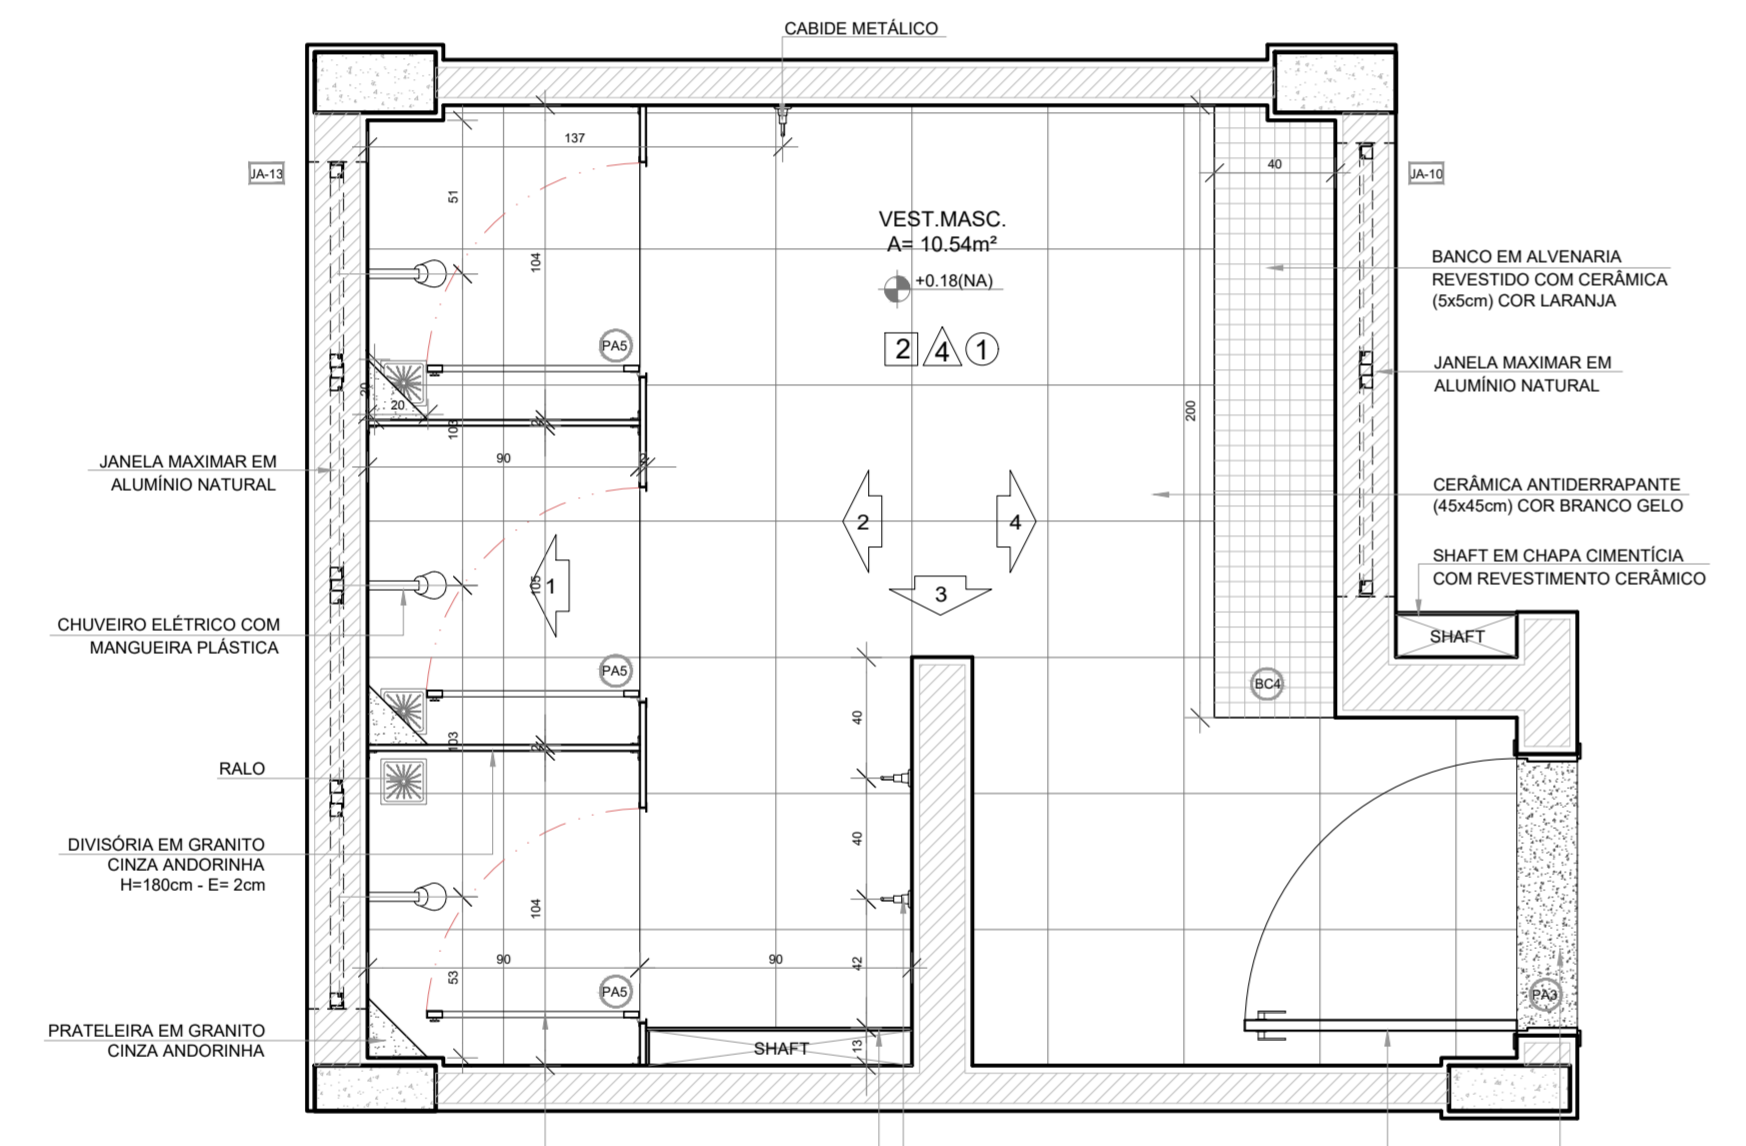 CABIDE METÁLICO
137
40
JA-13
JA-10
51
VEST.MASC.
A= 10.54m²
+0.18(NA)
104
BANCO EM ALVENARIA
REVESTIDO COM CERÂMICA
(5x5cm) COR LARANJA
PA5
2 4 1
JANELA MAXIMAR EM
ALUMÍNIO NATURAL
20
20
200
103
2
90
2
JANELA MAXIMAR EM
ALUMÍNIO NATURAL
CERÂMICA ANTIDERRAPANTE
(45x45cm) COR BRANCO GELO
2
4
SHAFT EM CHAPA CIMENTÍCIA
COM REVESTIMENTO CERÂMICO
105
1
3
CHUVEIRO ELÉTRICO COM
MANGUEIRA PLÁSTICA
SHAFT
PA5
BC4
40
103
2
RALO
DIVISÓRIA EM GRANITO
CINZA ANDORINHA
H=180cm - E= 2cm
40
104
90
90
42
53
PA5
PA3
PRATELEIRA EM GRANITO
CINZA ANDORINHA
SHAFT
13